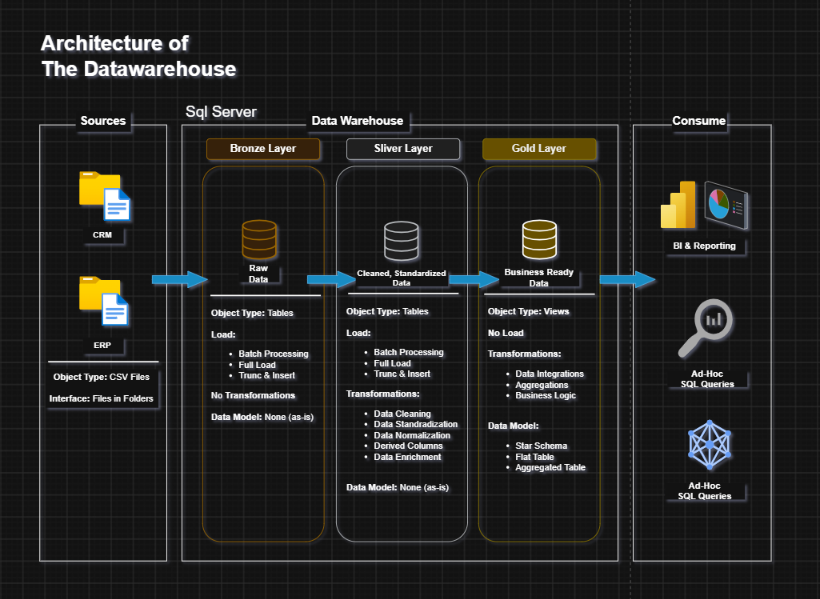 Architecture of
The Datawarehouse
Sources
CRM
ERP
Object Type: CSV Files
Interface: Files in Folders
Sql Server
Data Warehouse
Bronze Layer
Raw
Data
Object Type: Tables
Load:
• Batch Processing
• Full Load
• Trunc & Insert
No Transformations
Data Model: None (as-is)
Sliver Layer
Cleaned, Standardized
Data
Object Type: Tables
Load:
• Batch Processing
• Full Load
• Trunc & Insert
Transformations:
• Data Cleaning
• Data Standradization
• Data Normalization
• Derived Columns
• Data Enrichment
Data Model: None (as-is)
Gold Layer
Business Ready
Data
Object Type: Views
No Load
Transformations:
• Data Integrations
• Aggregations
• Business Logic
Data Model:
• Star Schema
• Flat Table
• Aggregated Table
Consume
BI & Reporting
Ad-Hoc
SQL Queries
Ad-Hoc
SQL Queries